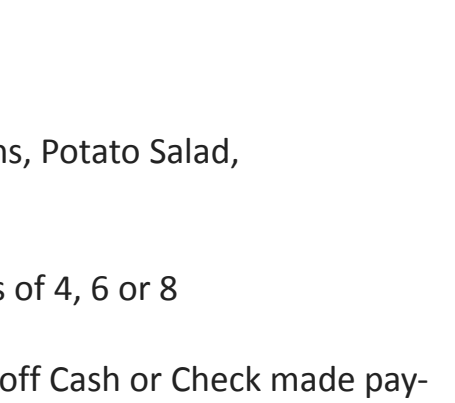 ns, Potato Salad,
s of 4, 6 or 8
off Cash or Check made pay-